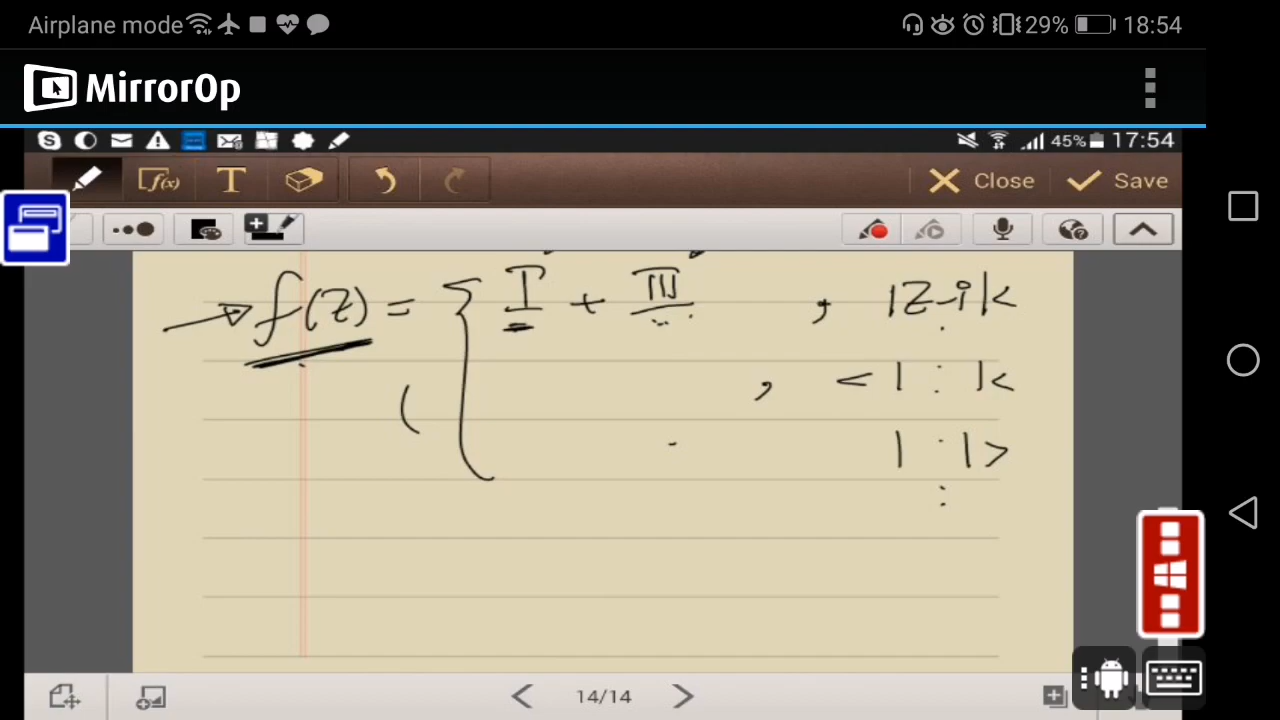 Airplane mode 29% 18:54
MirrorOp
45% 17:54
f(x) T Close Save
f(z) = { I + III , |z-i|<
, < | : |<
| : |>
14/14